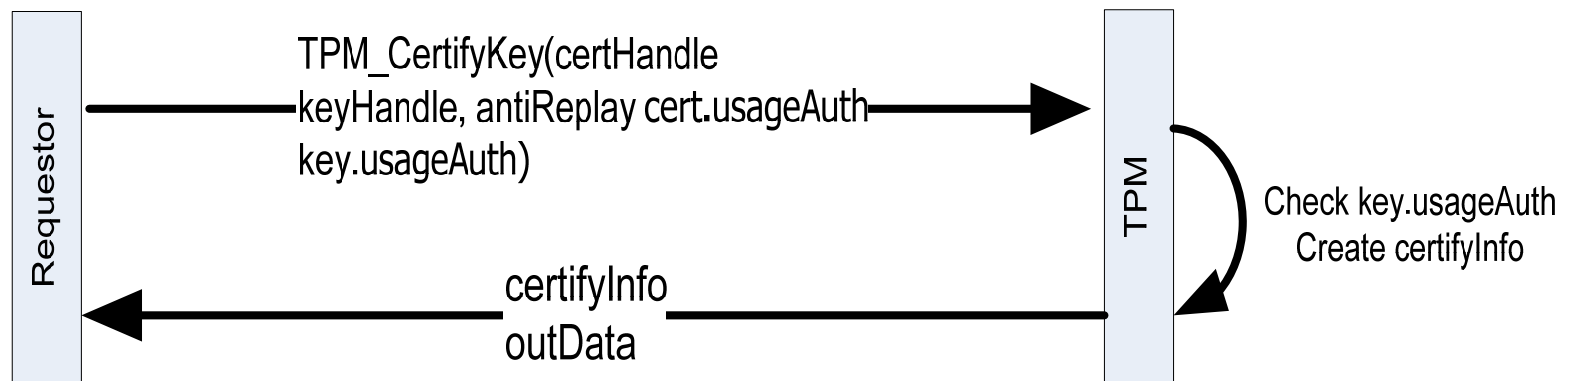 Requestor
TPM_CertifyKey(certHandle
keyHandle, antiReplay cert.usageAuth
key.usageAuth)
TPM
Check key.usageAuth
Create certifyInfo
certifyInfo
outData